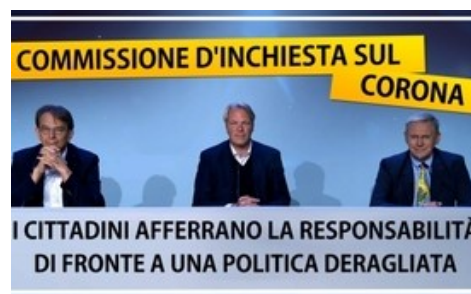 COMMISSIONE D'INCHIESTA SUL
CORONA
I CITTADINI AFFERRANO LA RESPONSABILITÀ
DI FRONTE A UNA POLITICA DERAGLIATA